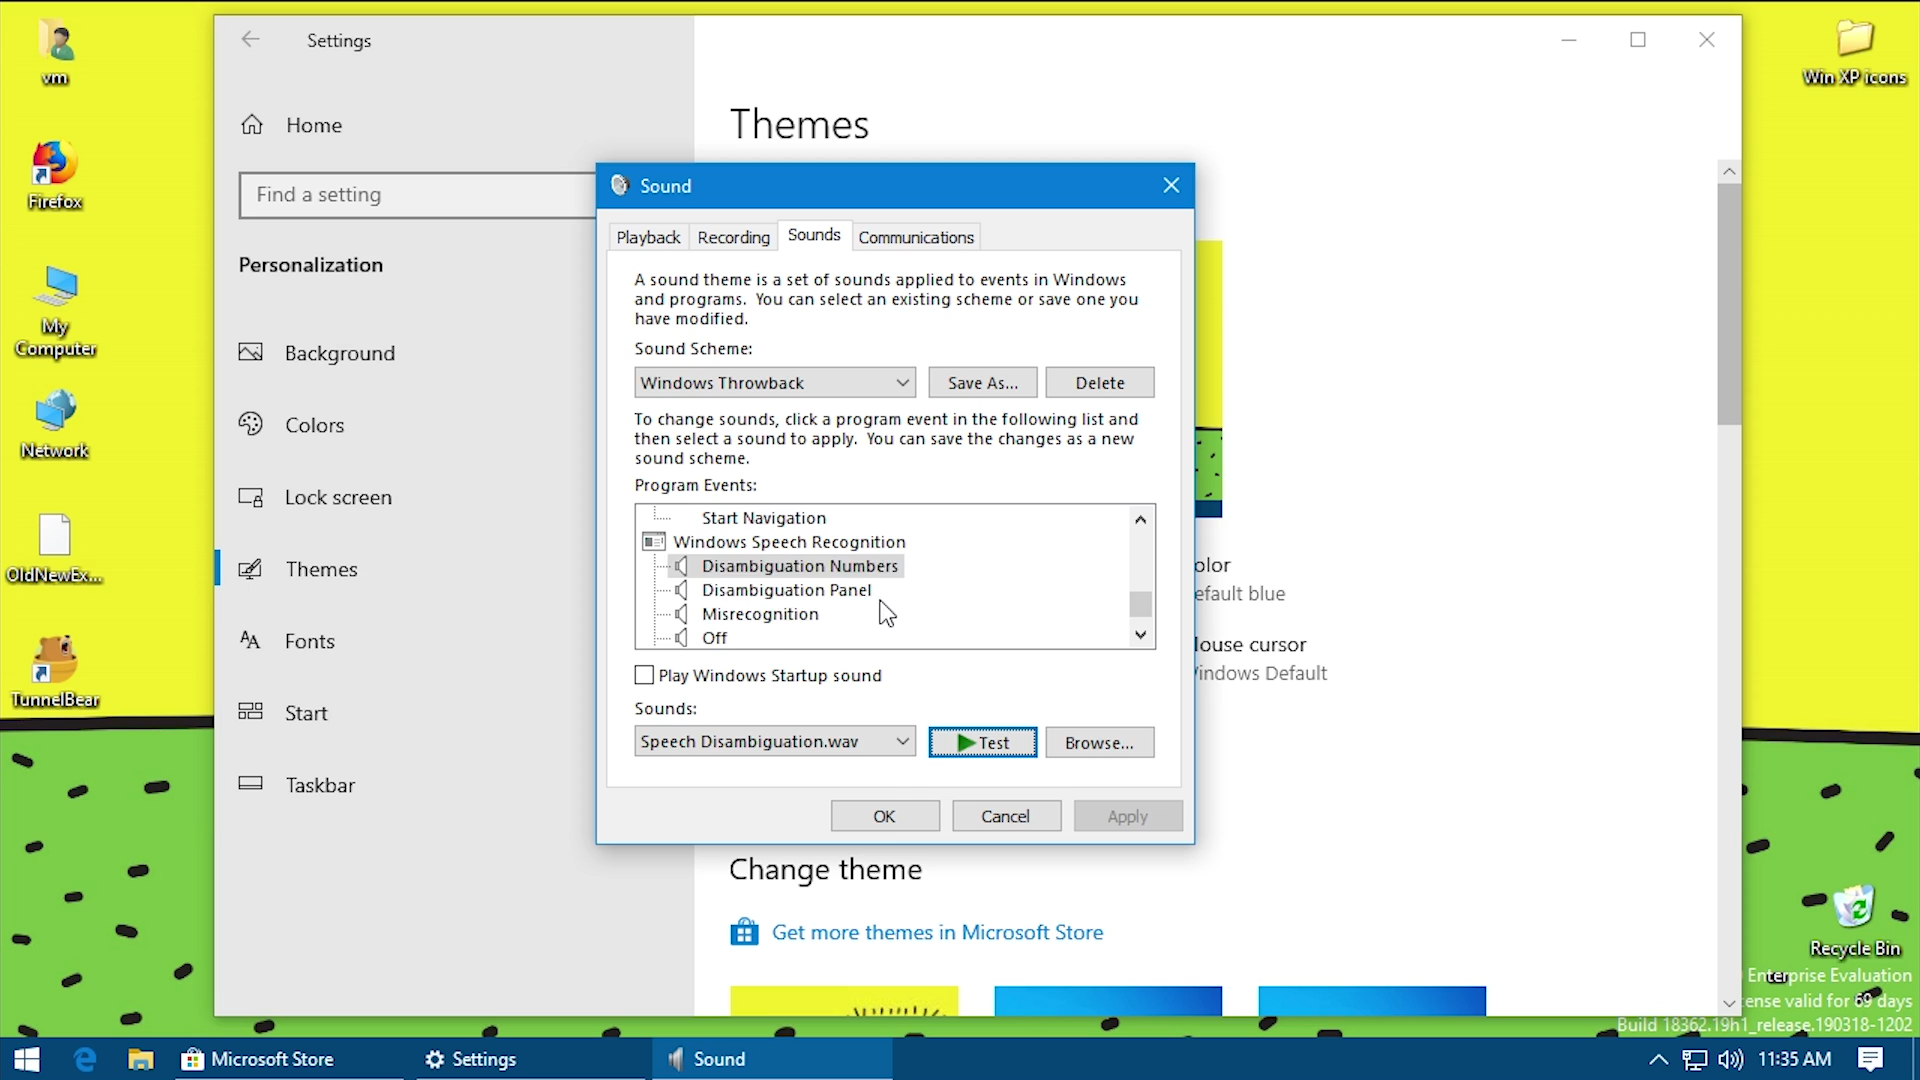 vm
Firefox
My
Computer
Network
OldNewEx...
TunnelBear
Win XP icons
Recycle Bin
Settings
Home
Find a setting
Personalization
Background
Colors
Lock screen
Themes
Fonts
Start
Taskbar
Themes
Sound
Playback
Recording
Sounds
Communications
A sound theme is a set of sounds applied to events in Windows
and programs. You can select an existing scheme or save one you
have modified.
Sound Scheme:
Windows Throwback
Save As...
Delete
To change sounds, click a program event in the following list and
then select a sound to apply. You can save the changes as a new
sound scheme.
Program Events:
Start Navigation
Windows Speech Recognition
Disambiguation Numbers
Disambiguation Panel
Misrecognition
Off
Play Windows Startup sound
Sounds:
Speech Disambiguation.wav
Test
Browse...
OK
Cancel
Apply
olor
efault blue
louse cursor
indows Default
Change theme
Get more themes in Microsoft Store
Enterprise Evaluation
cense valid for 69 days
Build 18362.19h1_release.190318-1202
Microsoft Store
Settings
Sound
11:35 AM